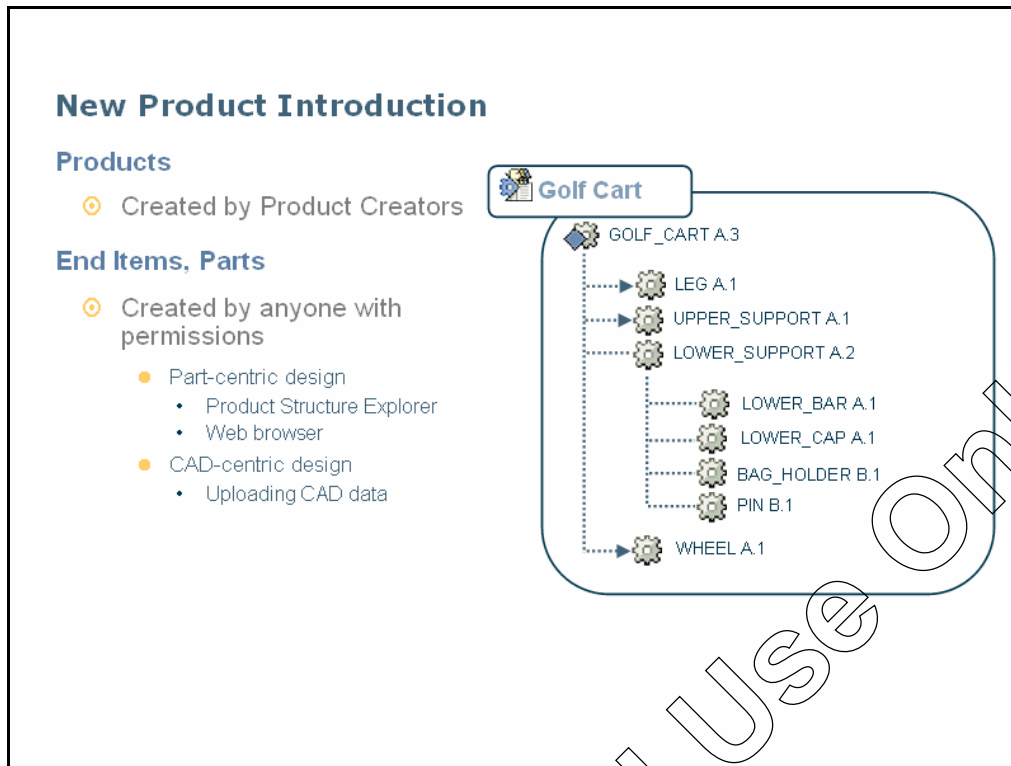 New Product Introduction
Products
Created by Product Creators
End Items, Parts
Created by anyone with
permissions
Part-centric design
Product Structure Explorer
Web browser
CAD-centric design
Uploading CAD data
Golf Cart
GOLF_CART A.3
LEG A.1
UPPER_SUPPORT A.1
LOWER_SUPPORT A.2
LOWER_BAR A.1
LOWER_CAP A.1
BAG_HOLDER B.1
PIN B.1
WHEEL A.1
Use Onl